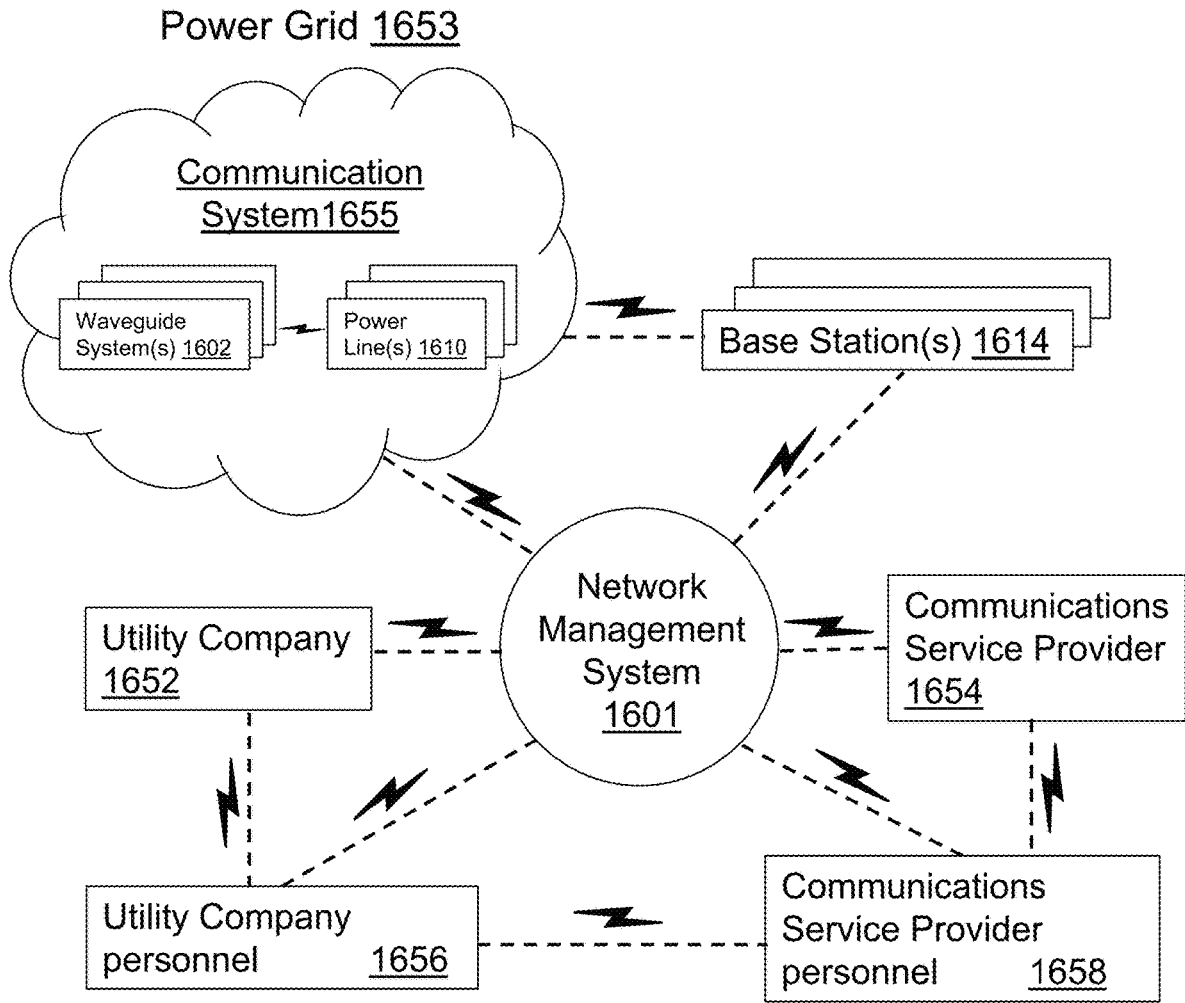 Power Grid 1653
Communication
System1655
Waveguide
System(s) 1602
Power
Line(s) 1610
Base Station(s) 1614
Network
Management
System
1601
Utility Company
1652
Communications
Service Provider
1654
Utility Company
personnel 1656
Communications
Service Provider
personnel 1658